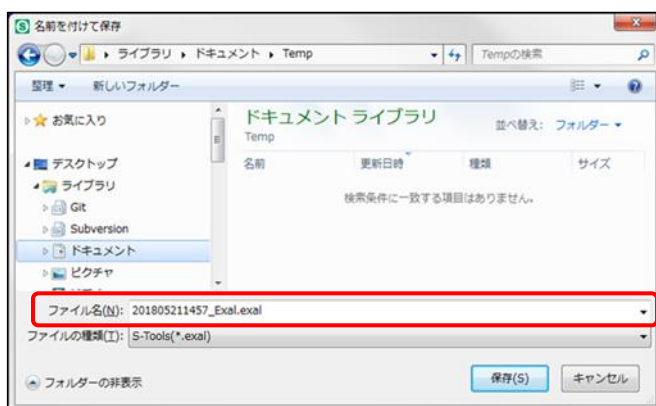 名前を付けて保存
ライブラリ ドキュメント Temp Tempの検索
整理 新しいフォルダー
お気に入り
デスクトップ
ライブラリ
Git
Subversion
ドキュメント
ピクチャ
ドキュメント ライブラリ
Temp
並べ替え: フォルダー
名前 更新日時 種類 サイズ
検索条件に一致する項目はありません。
ファイル名(N): 201805211457_Exal.exal
ファイルの種類(T): S-Tools(*.exal)
フォルダーの非表示
保存(S) キャンセル